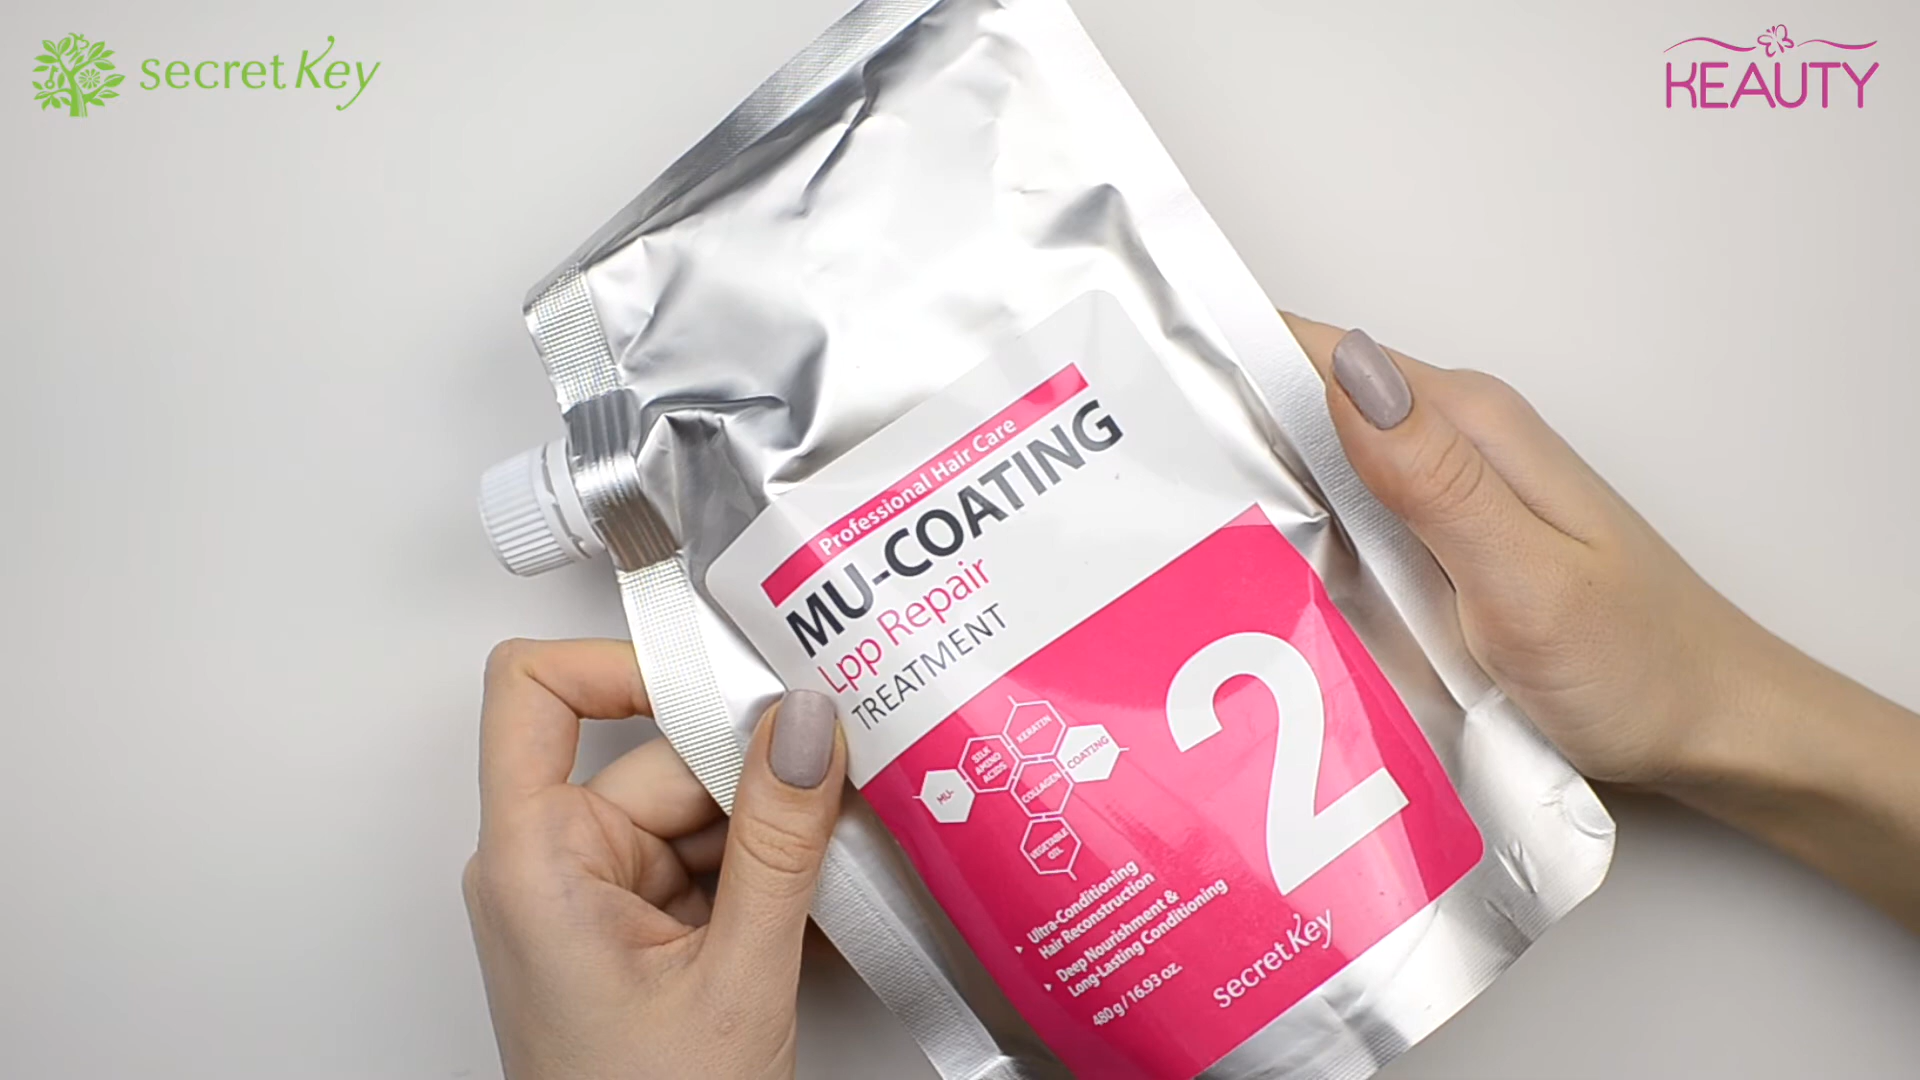 secret Key
KEAUTY
Professional Hair Care
MU-COATING
Lpp Repair
TREATMENT
2
MU-
SILK
AMINO
ACIDS
KERATIN
COLLAGEN
COATING
VEGETABLE
OIL
Ultra-Conditioning
Hair Reconstruction
Deep Nourishment &
Long-Lasting Conditioning
480 g / 16.93 oz.
secret Key